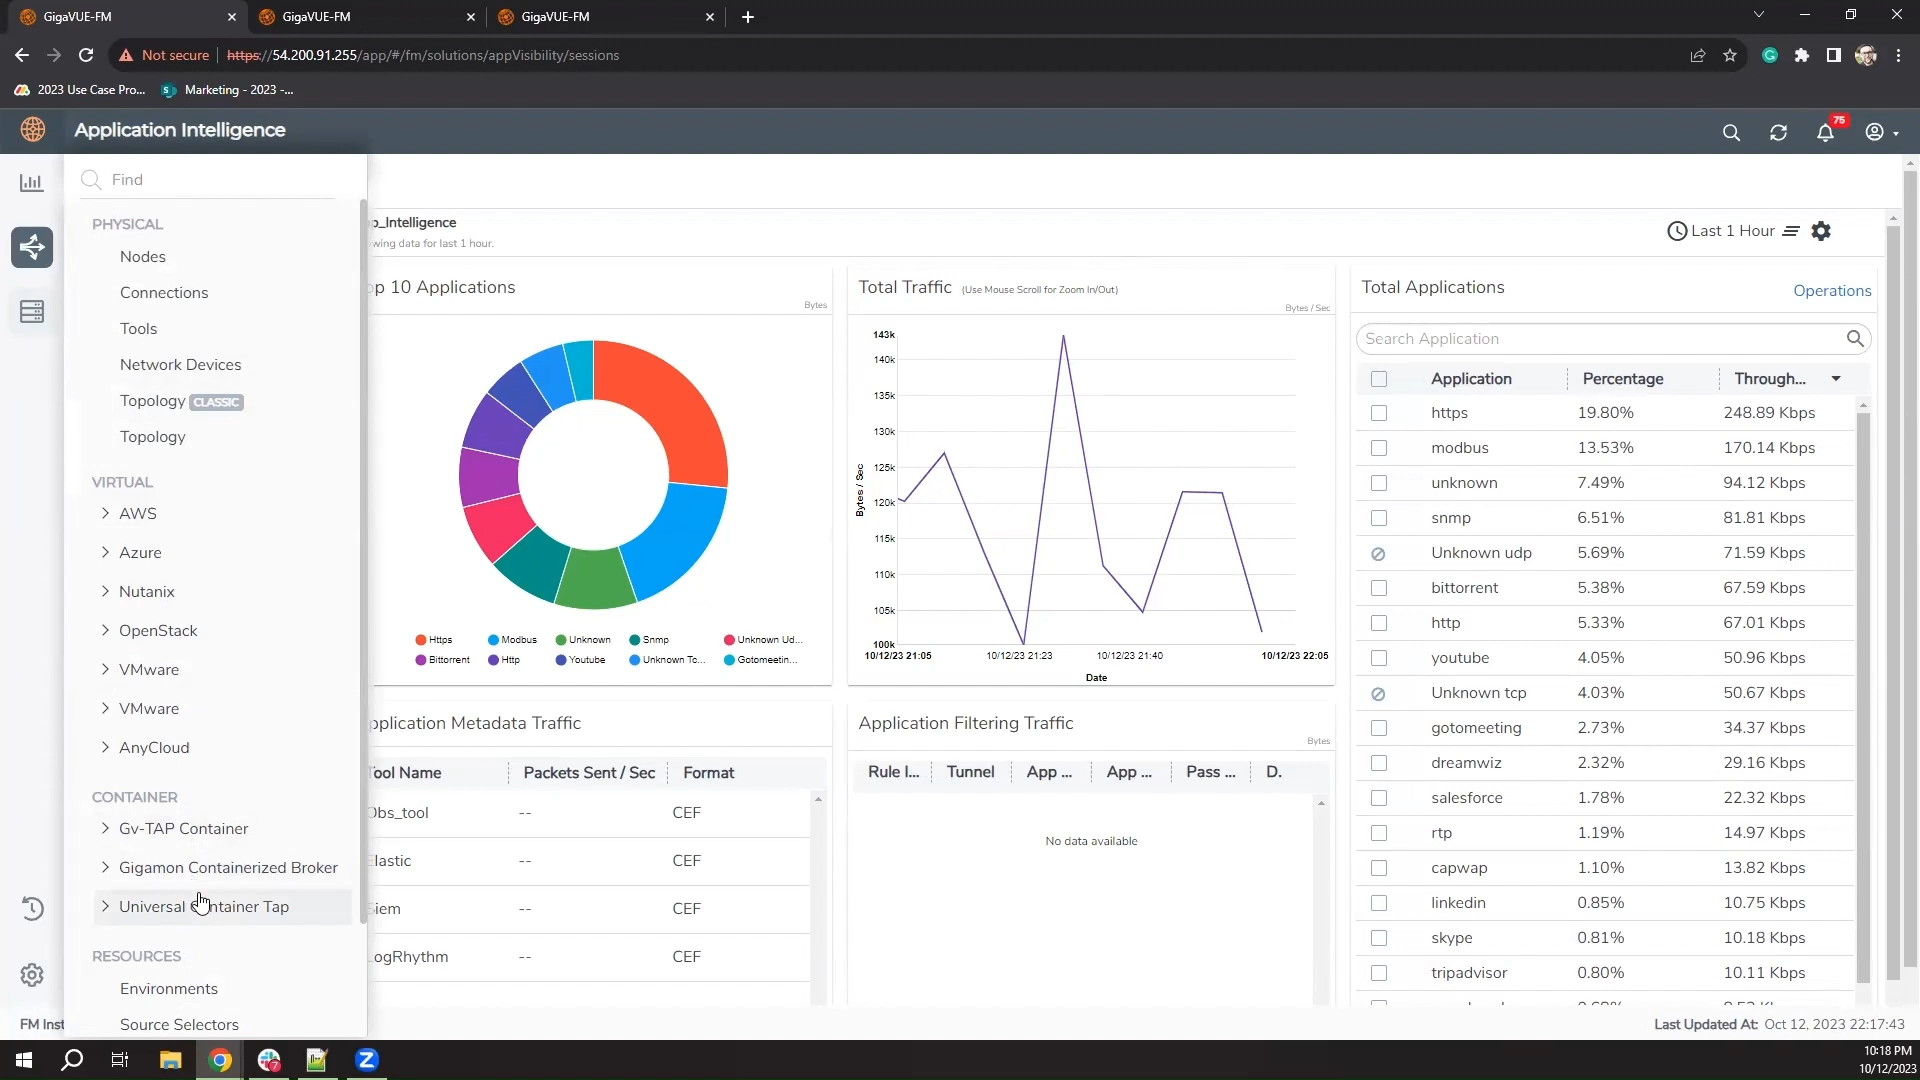 GigaVUE-FM
GigaVUE-FM
GigaVUE-FM
Not secure
https://54.200.91.255/app/#/fm/solutions/appVisibility/sessions
2023 Use Case Pro...
Marketing - 2023 -...
Application Intelligence
75
Find
PHYSICAL
Nodes
Connections
Tools
Network Devices
Topology CLASSIC
Topology
VIRTUAL
AWS
Azure
Nutanix
OpenStack
VMware
VMware
AnyCloud
CONTAINER
Gv-TAP Container
Gigamon Containerized Broker
Universal Container Tap
RESOURCES
Environments
Source Selectors
FM Inst
p_Intelligence
wing data for last 1 hour.
Last 1 Hour
op 10 Applications
Bytes
Https Modbus Unknown Snmp Unknown Ud...
Bittorrent Http Youtube Unknown Tc... Gotomeetin...
Total Traffic (Use Mouse Scroll for Zoom In/Out)
Bytes / Sec
143k
140k
135k
130k
125k
120k
115k
110k
105k
100k
Bytes / Sec
10/12/23 21:05 10/12/23 21:23 10/12/23 21:40 10/12/23 22:05
Date
Total Applications
Operations
Search Application
Application Percentage Through...
https 19.80% 248.89 Kbps
modbus 13.53% 170.14 Kbps
unknown 7.49% 94.12 Kbps
snmp 6.51% 81.81 Kbps
Unknown udp 5.69% 71.59 Kbps
bittorrent 5.38% 67.59 Kbps
http 5.33% 67.01 Kbps
youtube 4.05% 50.96 Kbps
Unknown tcp 4.03% 50.67 Kbps
gotomeeting 2.73% 34.37 Kbps
dreamwiz 2.32% 29.16 Kbps
salesforce 1.78% 22.32 Kbps
rtp 1.19% 14.97 Kbps
capwap 1.10% 13.82 Kbps
linkedin 0.85% 10.75 Kbps
skype 0.81% 10.18 Kbps
tripadvisor 0.80% 10.11 Kbps
pplication Metadata Traffic
Tool Name Packets Sent / Sec Format
Obs_tool -- CEF
Elastic -- CEF
Siem -- CEF
LogRhythm -- CEF
Application Filtering Traffic
Bytes
Rule I... Tunnel App ... App ... Pass ... D.
No data available
Last Updated At: Oct 12, 2023 22:17:43
7
10:18 PM
10/12/2023